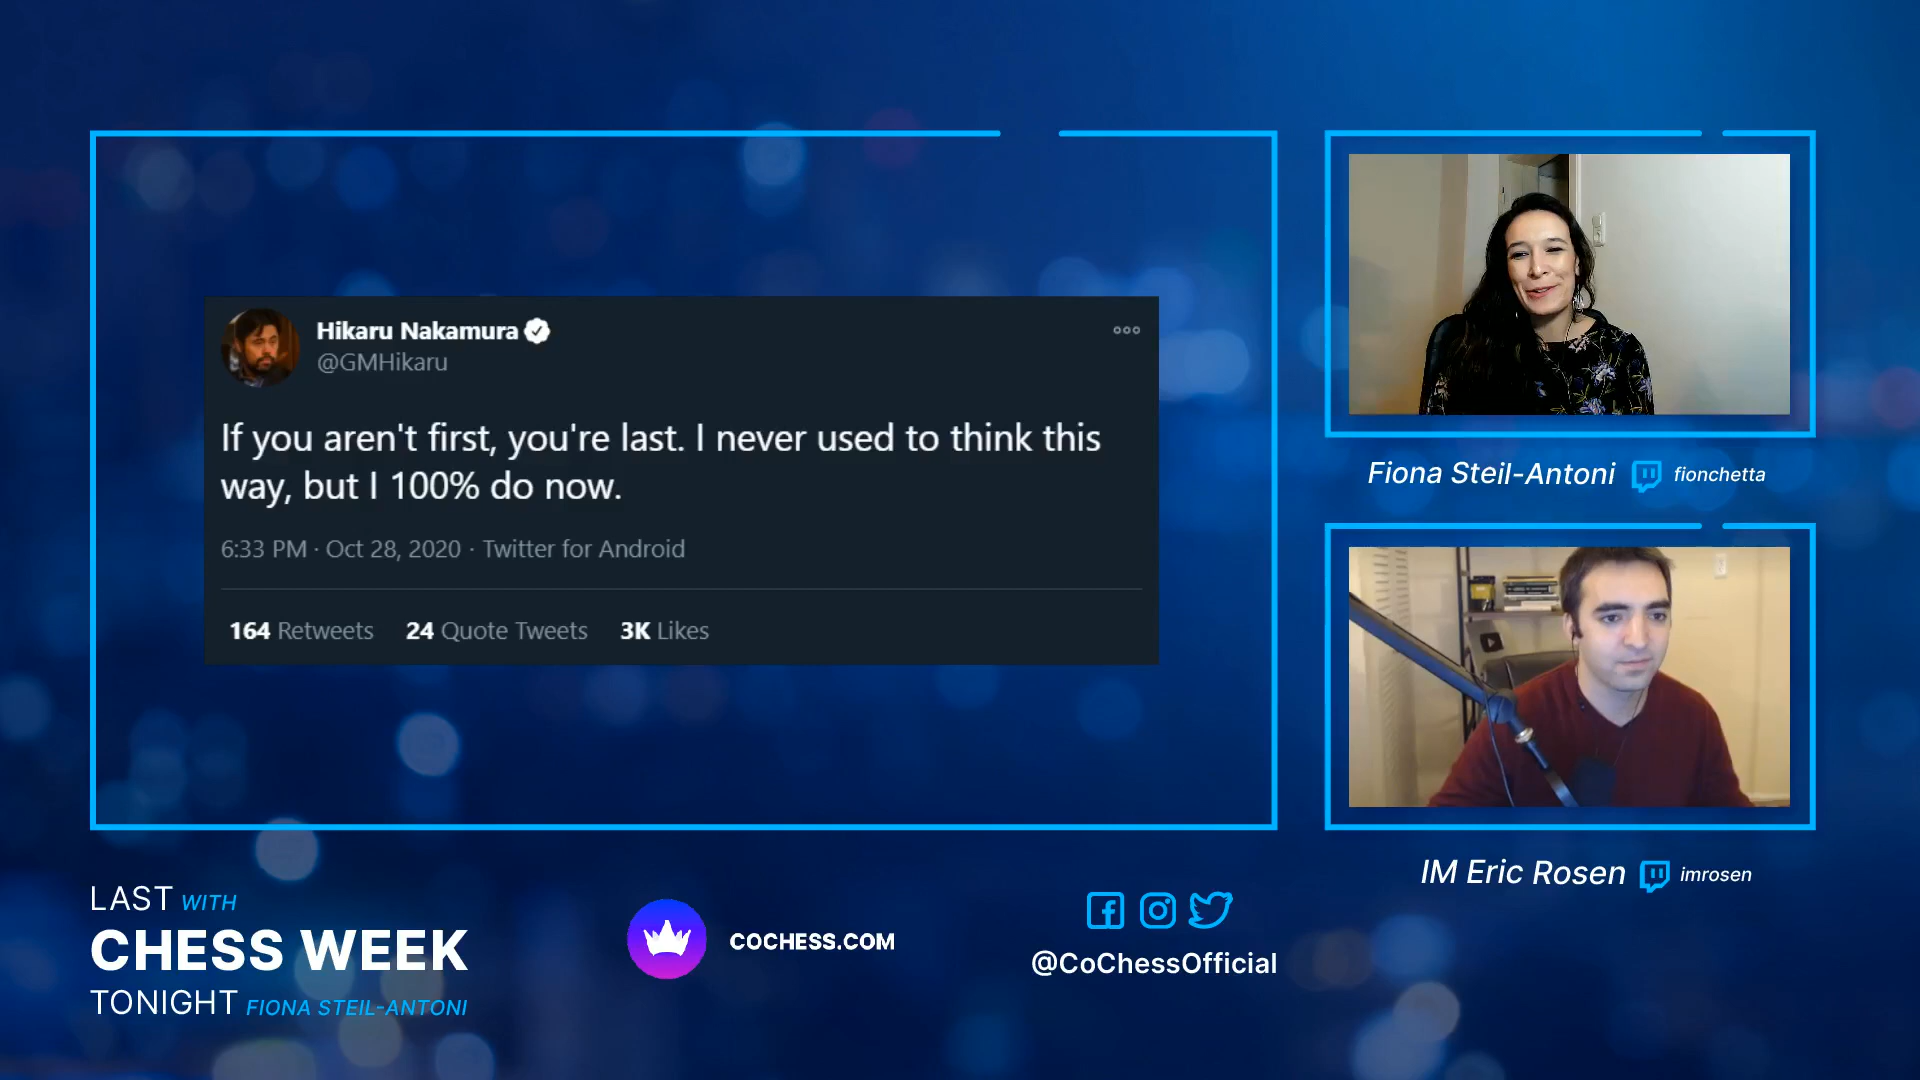 Hikaru Nakamura
@GMHikaru
If you aren't first, you're last. I never used to think this
way, but I 100% do now.
6:33 PM · Oct 28, 2020 · Twitter for Android
164 Retweets 24 Quote Tweets 3K Likes
Fiona Steil-Antoni fionchetta
IM Eric Rosen imrosen
LAST WITH
CHESS WEEK
TONIGHT FIONA STEIL-ANTONI
COCHESS.COM
@CoChessOfficial